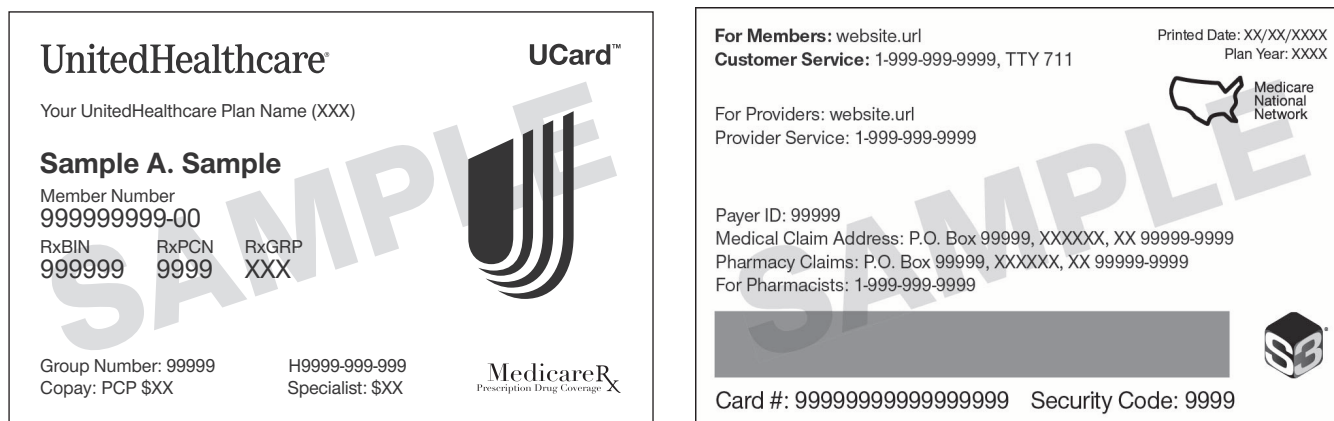 UnitedHealthcare®
UCard™
Your UnitedHealthcare Plan Name (XXX)
Sample A. Sample
Member Number
999999999-00
RxBIN RxPCN RxGRP
999999 9999 XXX
Group Number: 99999 H9999-999-999
Copay: PCP $XX Specialist: $XX
MedicareRx
Prescription Drug Coverage
SAMPLE
For Members: website.url
Customer Service: 1-999-999-9999, TTY 711
Printed Date: XX/XX/XXXX
Plan Year: XXXX
Medicare
National
Network
For Providers: website.url
Provider Service: 1-999-999-9999
Payer ID: 99999
Medical Claim Address: P.O. Box 99999, XXXXXX, XX 99999-9999
Pharmacy Claims: P.O. Box 99999, XXXXXX, XX 99999-9999
For Pharmacists: 1-999-999-9999
S3®
Card #: 99999999999999999 Security Code: 9999
SAMPLE